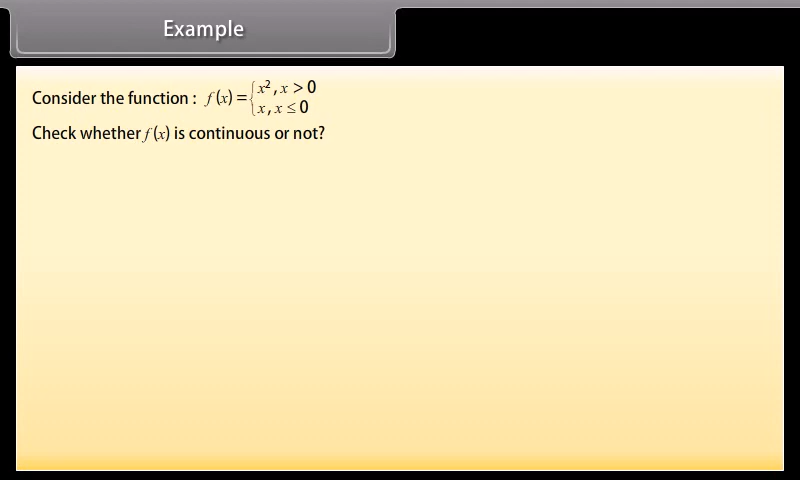 Example
Consider the function : f (x) = { x², x > 0
x, x ≤ 0
Check whether f (x) is continuous or not?